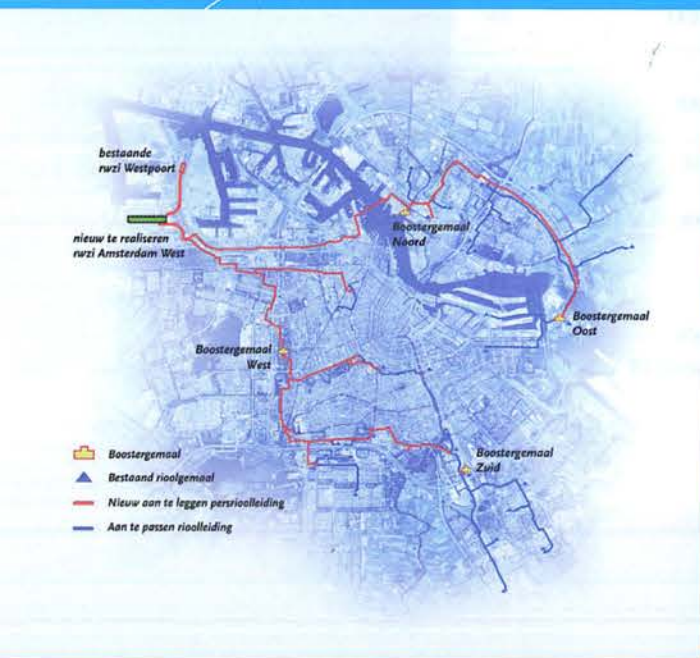 bestaande
rwzi Westpoort
nieuw te realiseren
rwzi Amsterdam West
Boostergemaal
Noord
Boostergemaal
Oost
Boostergemaal
West
Boostergemaal
Zuid
Boostergemaal
Bestaand rioolgemaal
Nieuw aan te leggen persrioolleiding
Aan te passen rioolleiding